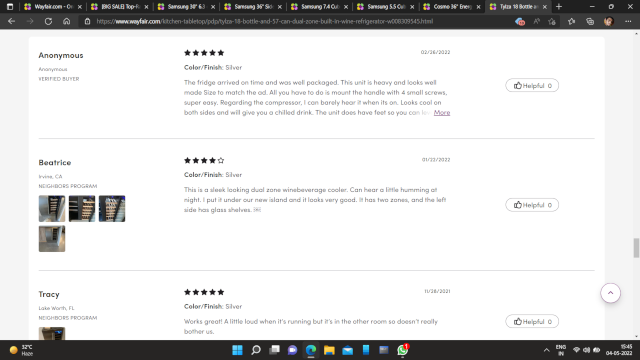 Wayfair.com - On
[BIG SALE] Top-R
Samsung 30" 6.3
Samsung 36" Side
Samsung 7.4 Cub
Samsung 5.5 Cub
Cosmo 36" Energ
Tylza 18 Bottle an
https://www.wayfair.com/kitchen-tabletop/pdp/tylza-18-bottle-and-57-can-dual-zone-built-in-wine-refrigerator-w008309545.html
Anonymous
02/26/2022
Anonymous
VERIFIED BUYER
Color/Finish: Silver
The fridge arrived on time and was well packaged. This unit is heavy and looks well
made Size to match the ad. All you have to do is mount the handle with 4 small screws,
super easy. Regarding the compressor, I can barely hear it when its on. Looks cool on
both sides and will give you a chilled drink. The unit does have feet so you can More
Helpful 0
Beatrice
01/22/2022
Irvine, CA
NEIGHBORS PROGRAM
Color/Finish: Silver
This is a sleek looking dual zone winebeverage cooler. Can hear a little humming at
night. I put it under our new island and it looks very good. It has two zones, and the left
side has glass shelves.
Helpful 0
Tracy
11/28/2021
Lake Worth, FL
NEIGHBORS PROGRAM
Color/Finish: Silver
Works great! A little loud when it's running but it's in the other room so doesn't really
bother us.
Helpful 0
32°C
Haze
ENG
IN
15:45
04-05-2022